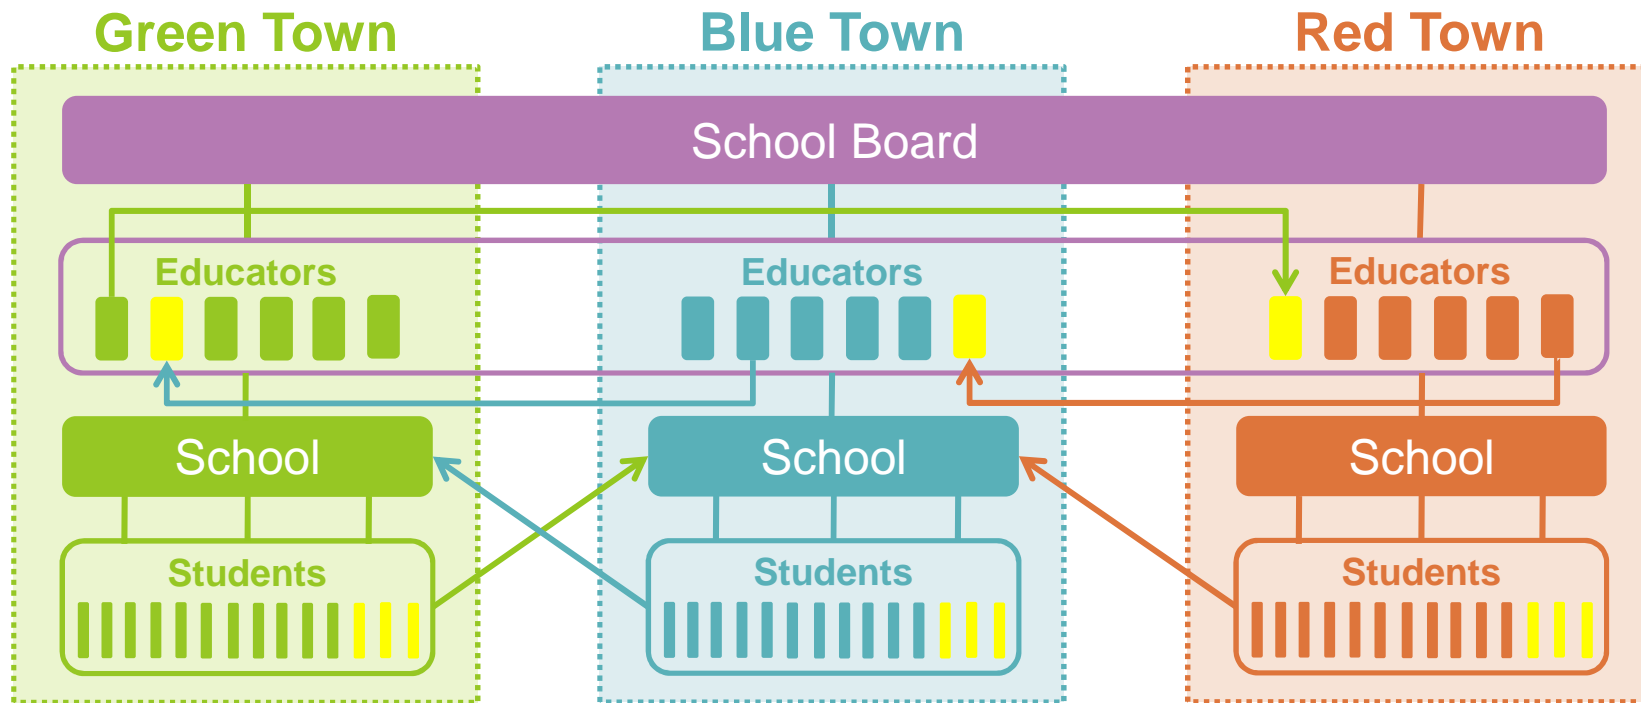 Green Town
Blue Town
Red Town
School Board
Educators
Educators
Educators
School
School
School
Students
Students
Students